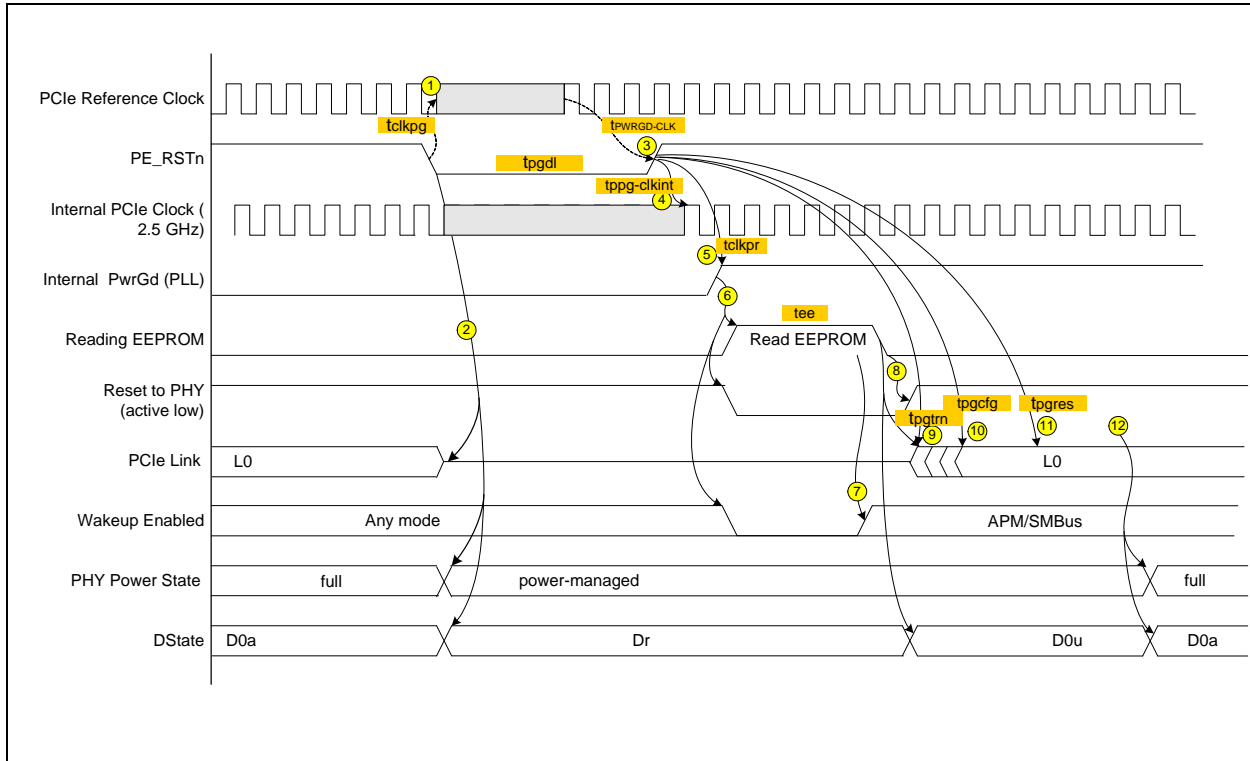 1
PCIe Reference Clock
tclkpg
tPWRGD-CLK
3
PE_RSTn
tpgdl
tppg-clkint
4
Internal PCIe Clock (
2.5 GHz)
tclkpr
5
Internal PwrGd (PLL)
6
tee
2
Reading EEPROM
Read EEPROM
8
Reset to PHY
(active low)
tpgcfg
tpgres
tpgtrn
9
10
11
12
PCIe Link
L0
L0
7
Wakeup Enabled
Any mode
APM/SMBus
PHY Power State
full
power-managed
full
DState
D0a
Dr
D0u
D0a